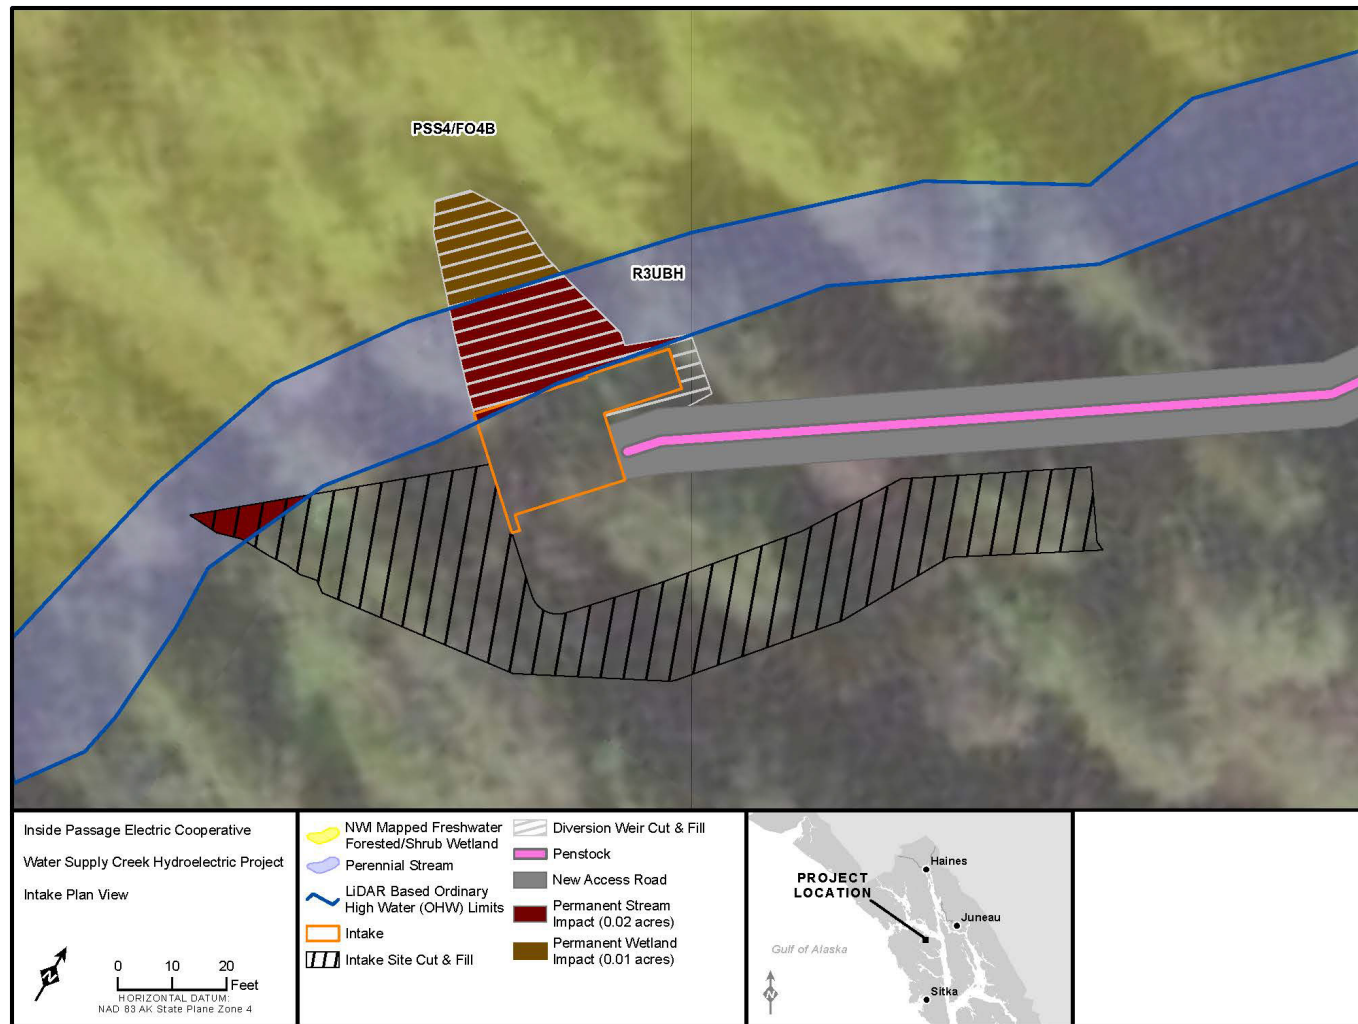 PSS4/FO4B
R3UBH
Inside Passage Electric Cooperative
Water Supply Creek Hydroelectric Project
Intake Plan View
N
0 10 20
Feet
HORIZONTAL DATUM:
NAD 83 AK State Plane Zone 4
NWI Mapped Freshwater
Forested/Shrub Wetland
Perennial Stream
LiDAR Based Ordinary
High Water (OHW) Limits
Intake
Intake Site Cut & Fill
Diversion Weir Cut & Fill
Penstock
New Access Road
Permanent Stream
Impact (0.02 acres)
Permanent Wetland
Impact (0.01 acres)
PROJECT
LOCATION
Haines
Juneau
Gulf of Alaska
Sitka
N